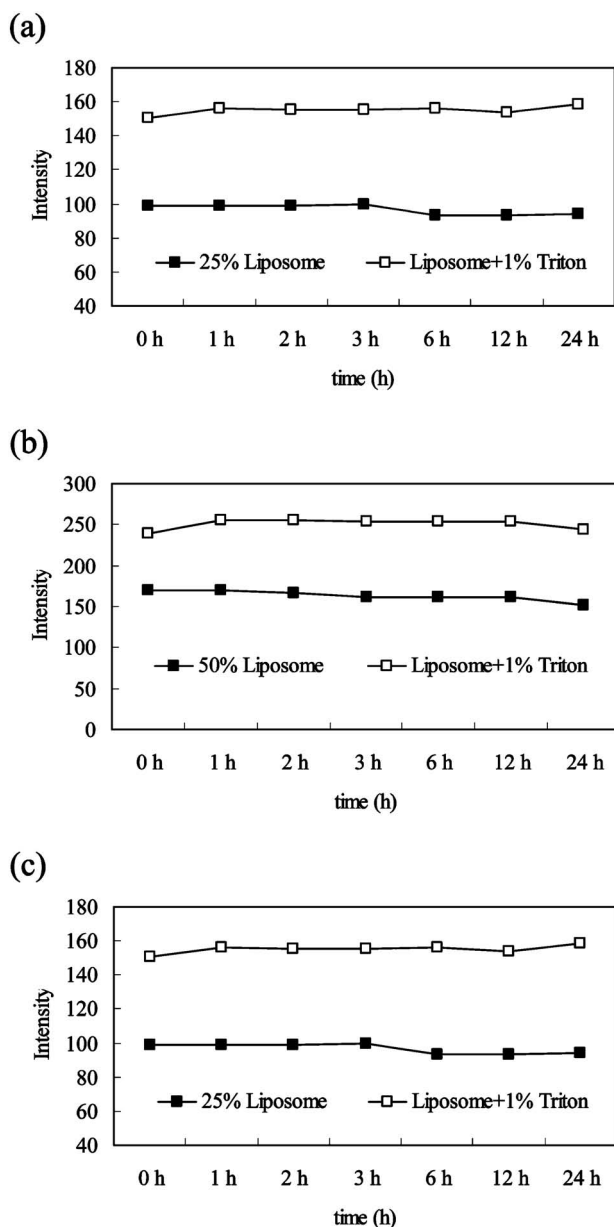 (a)
180
160
140
120
100
80
60
40
Intensity
25% Liposome Liposome+1% Triton
0 h 1 h 2 h 3 h 6 h 12 h 24 h
time (h)
(b)
300
250
200
150
100
50
0
Intensity
50% Liposome Liposome+1% Triton
0 h 1 h 2 h 3 h 6 h 12 h 24 h
time (h)
(c)
180
160
140
120
100
80
60
40
Intensity
25% Liposome Liposome+1% Triton
0 h 1 h 2 h 3 h 6 h 12 h 24 h
time (h)